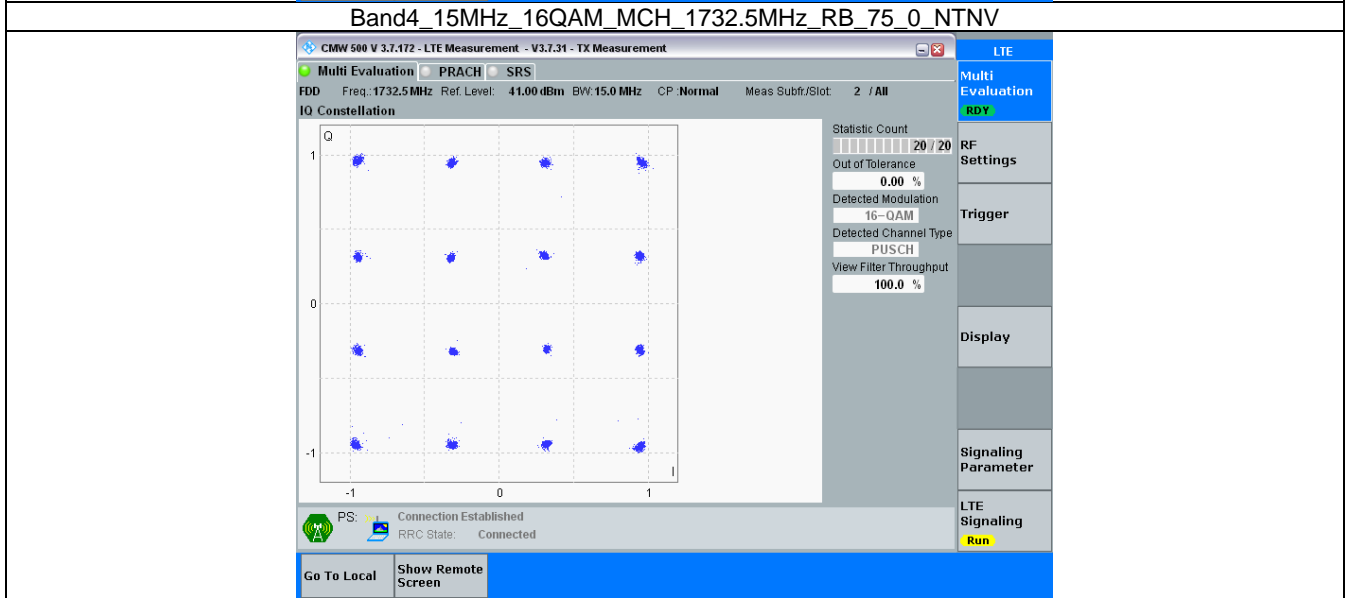 Band4_15MHz_16QAM_MCH_1732.5MHz_RB_75_0_NTNV
CMW 500 V 3.7.172 - LTE Measurement - V3.7.31 - TX Measurement
LTE
Multi Evaluation PRACH SRS
Multi
Evaluation
RDY
FDD Freq.:1732.5 MHz Ref. Level: 41.00 dBm BW:15.0 MHz CP :Normal Meas Subfr./Slot: 2 / All
IQ Constellation
Q
1
0
-1
-1 0 1
I
Statistic Count
20 / 20
Out of Tolerance
0.00 %
Detected Modulation
16-QAM
Detected Channel Type
PUSCH
View Filter Throughput
100.0 %
RF
Settings
Trigger
Display
Signaling
Parameter
LTE
Signaling
Run
PS: Connection Established
RRC State: Connected
Go To Local
Show Remote
Screen